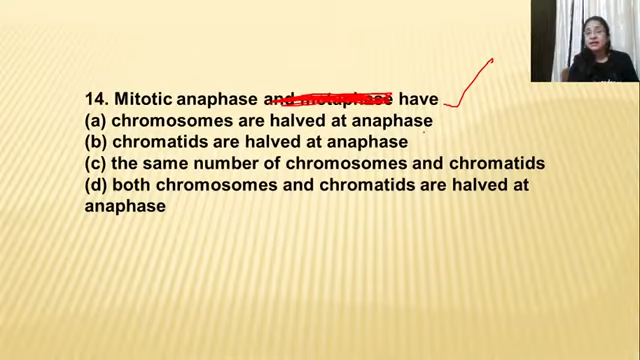 14. Mitotic anaphase and metaphase have
(a) chromosomes are halved at anaphase
(b) chromatids are halved at anaphase
(c) the same number of chromosomes and chromatids
(d) both chromosomes and chromatids are halved at
anaphase